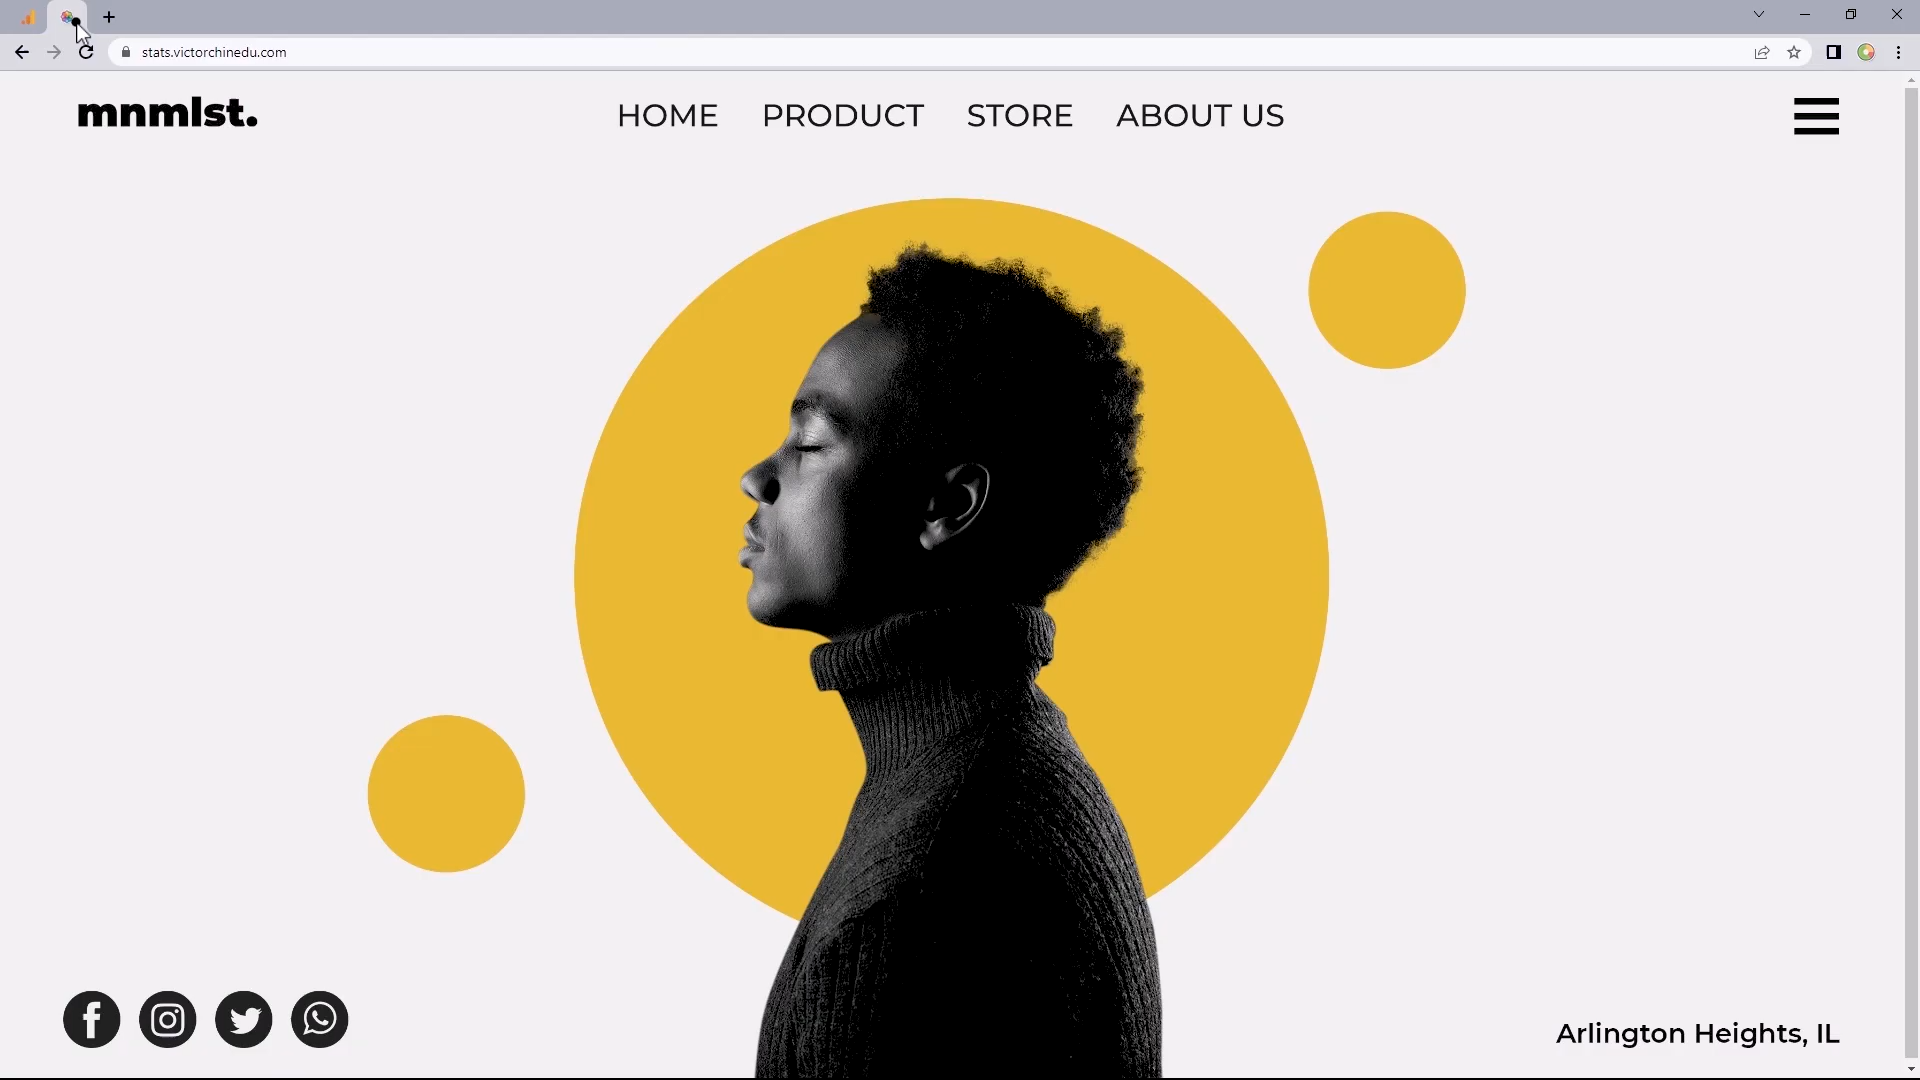 stats.victorchinedu.com
mnmlst.
HOME PRODUCT STORE ABOUT US
Arlington Heights, IL